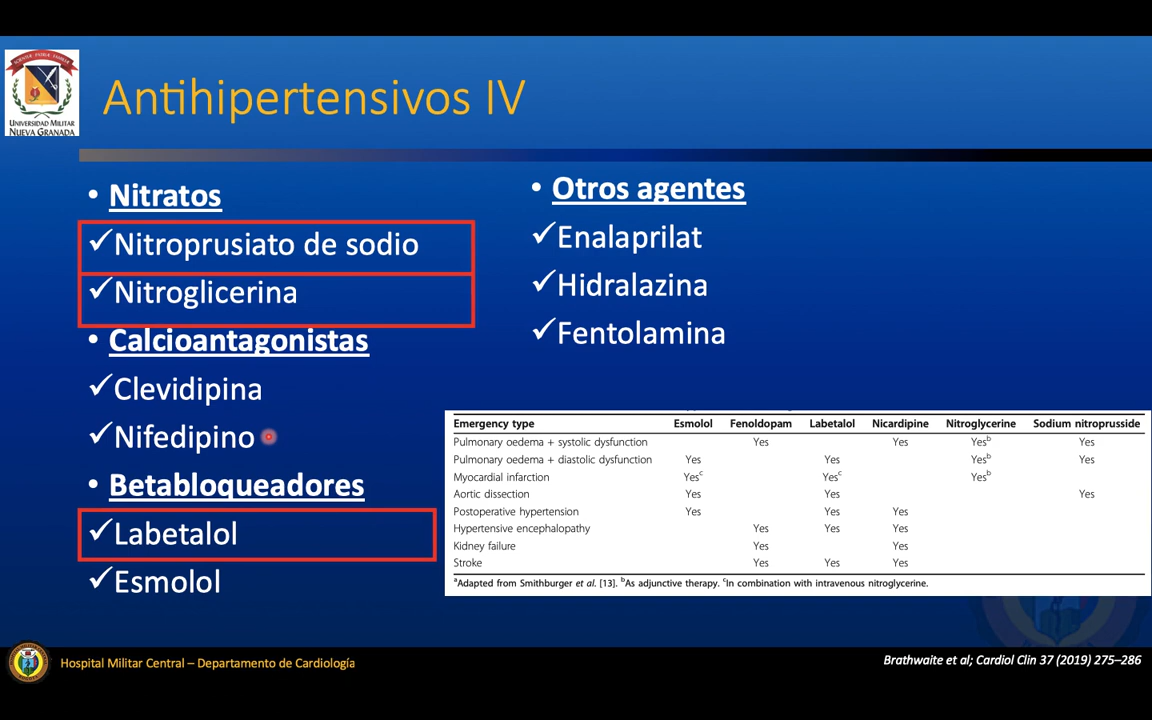 UNIVERSIDAD MILITAR
NUEVA GRANADA
Antihipertensivos IV
• Nitratos
✓Nitroprusiato de sodio
✓Nitroglicerina
• Calcioantagonistas
✓Clevidipina
✓Nifedipino
• Betabloqueadores
✓Labetalol
✓Esmolol
• Otros agentes
✓Enalaprilat
✓Hidralazina
✓Fentolamina
Emergency type Esmolol Fenoldopam Labetalol Nicardipine Nitroglycerine Sodium nitroprusside
Pulmonary oedema + systolic dysfunction Yes Yes Yesᵇ Yes
Pulmonary oedema + diastolic dysfunction Yes Yes Yesᵇ Yes
Myocardial infarction Yesᶜ Yesᶜ Yesᵇ
Aortic dissection Yes Yes Yes
Postoperative hypertension Yes Yes Yes
Hypertensive encephalopathy Yes Yes Yes
Kidney failure Yes Yes
Stroke Yes Yes Yes
ᵃAdapted from Smithburger et al. [13]. ᵇAs adjunctive therapy. ᶜIn combination with intravenous nitroglycerine.
Hospital Militar Central – Departamento de Cardiología
Brathwaite et al; Cardiol Clin 37 (2019) 275–286